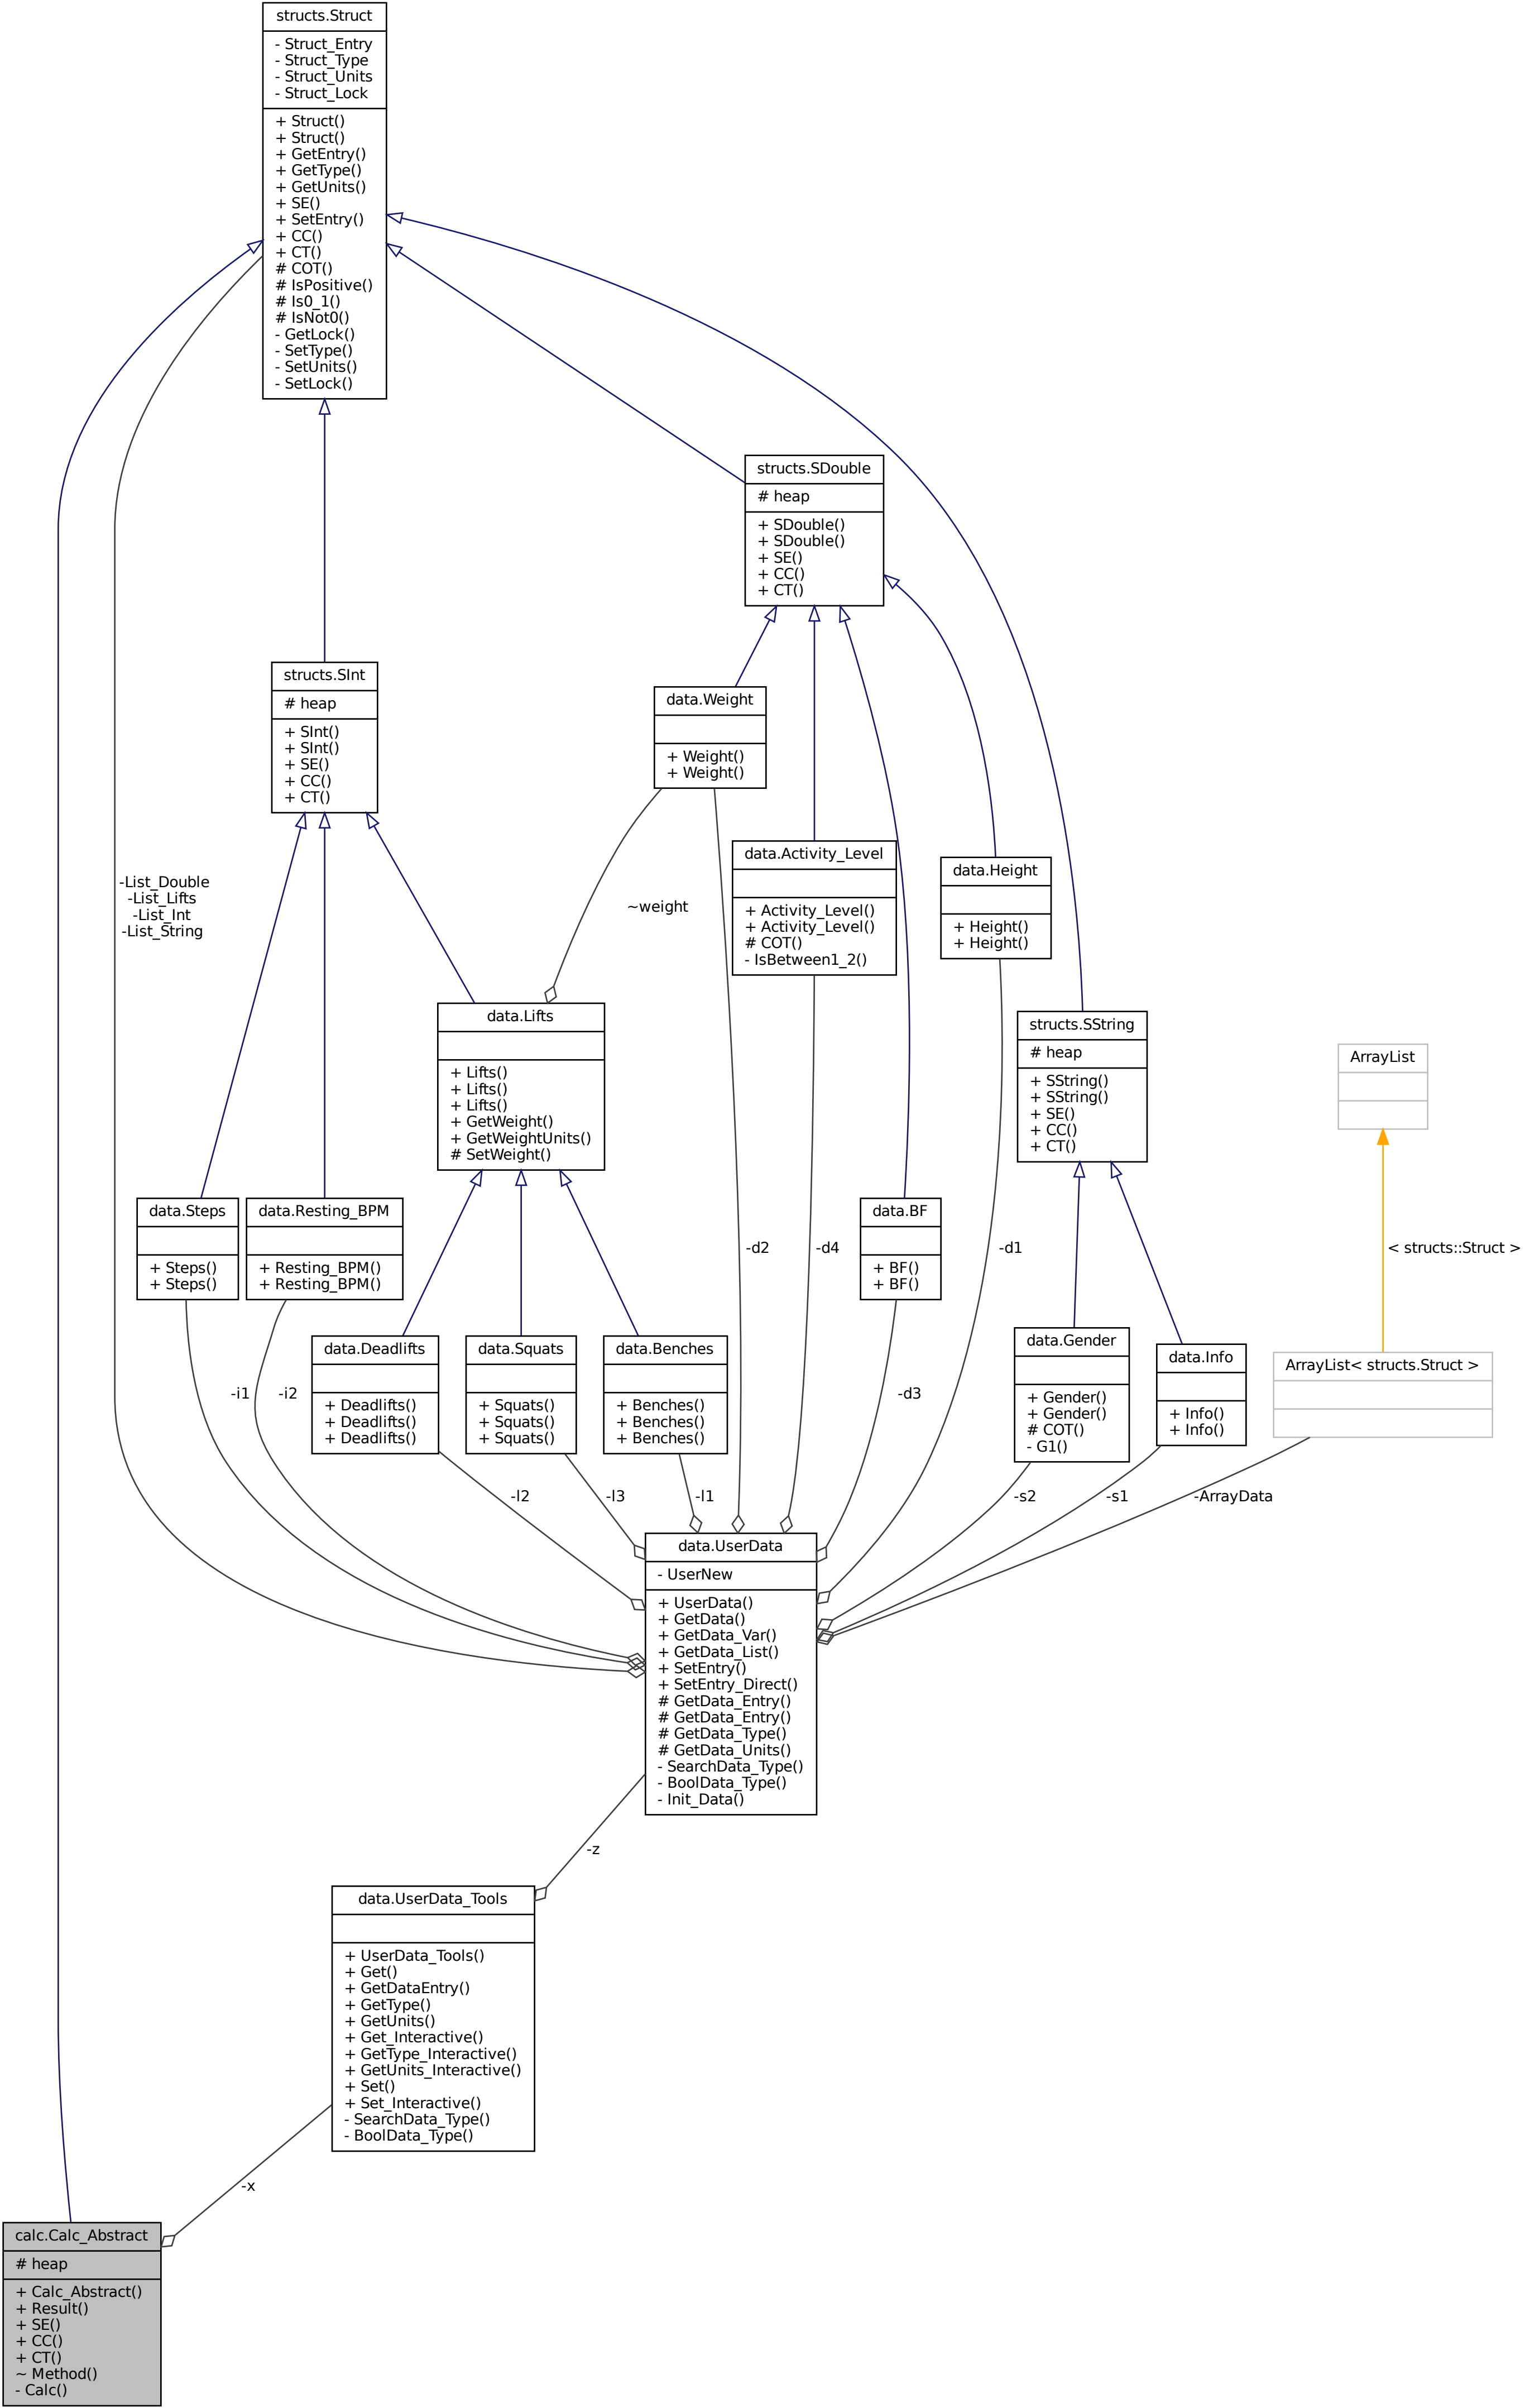 structs.Struct
- Struct_Entry
- Struct_Type
- Struct_Units
- Struct_Lock
+ Struct()
+ Struct()
+ GetEntry()
+ GetType()
+ GetUnits()
+ SE()
+ SetEntry()
+ CC()
+ CT()
# COT()
# IsPositive()
# Is0_1()
# IsNot0()
- GetLock()
- SetType()
- SetUnits()
- SetLock()
structs.SDouble
# heap
+ SDouble()
+ SDouble()
+ SE()
+ CC()
+ CT()
structs.SInt
# heap
+ SInt()
+ SInt()
+ SE()
+ CC()
+ CT()
data.Weight
+ Weight()
+ Weight()
data.Activity_Level
+ Activity_Level()
+ Activity_Level()
# COT()
- IsBetween1_2()
data.Height
+ Height()
+ Height()
-List_Double
-List_Lifts
-List_Int
-List_String
~weight
data.Lifts
+ Lifts()
+ Lifts()
+ Lifts()
+ GetWeight()
+ GetWeightUnits()
# SetWeight()
structs.SString
# heap
+ SString()
+ SString()
+ SE()
+ CC()
+ CT()
ArrayList
data.Steps
+ Steps()
+ Steps()
data.Resting_BPM
+ Resting_BPM()
+ Resting_BPM()
data.BF
+ BF()
+ BF()
-d2
-d4
-d1
< structs::Struct >
data.Deadlifts
+ Deadlifts()
+ Deadlifts()
+ Deadlifts()
data.Squats
+ Squats()
+ Squats()
+ Squats()
data.Benches
+ Benches()
+ Benches()
+ Benches()
data.Gender
+ Gender()
+ Gender()
# COT()
- G1()
data.Info
+ Info()
+ Info()
ArrayList< structs.Struct >
-i1
-i2
-d3
-l2
-l3
-l1
-s2
-s1
-ArrayData
data.UserData
- UserNew
+ UserData()
+ GetData()
+ GetData_Var()
+ GetData_List()
+ SetEntry()
+ SetEntry_Direct()
# GetData_Entry()
# GetData_Entry()
# GetData_Type()
# GetData_Units()
- SearchData_Type()
- BoolData_Type()
- Init_Data()
-z
data.UserData_Tools
+ UserData_Tools()
+ Get()
+ GetDataEntry()
+ GetType()
+ GetUnits()
+ Get_Interactive()
+ GetType_Interactive()
+ GetUnits_Interactive()
+ Set()
+ Set_Interactive()
- SearchData_Type()
- BoolData_Type()
-x
calc.Calc_Abstract
# heap
+ Calc_Abstract()
+ Result()
+ SE()
+ CC()
+ CT()
~ Method()
- Calc()